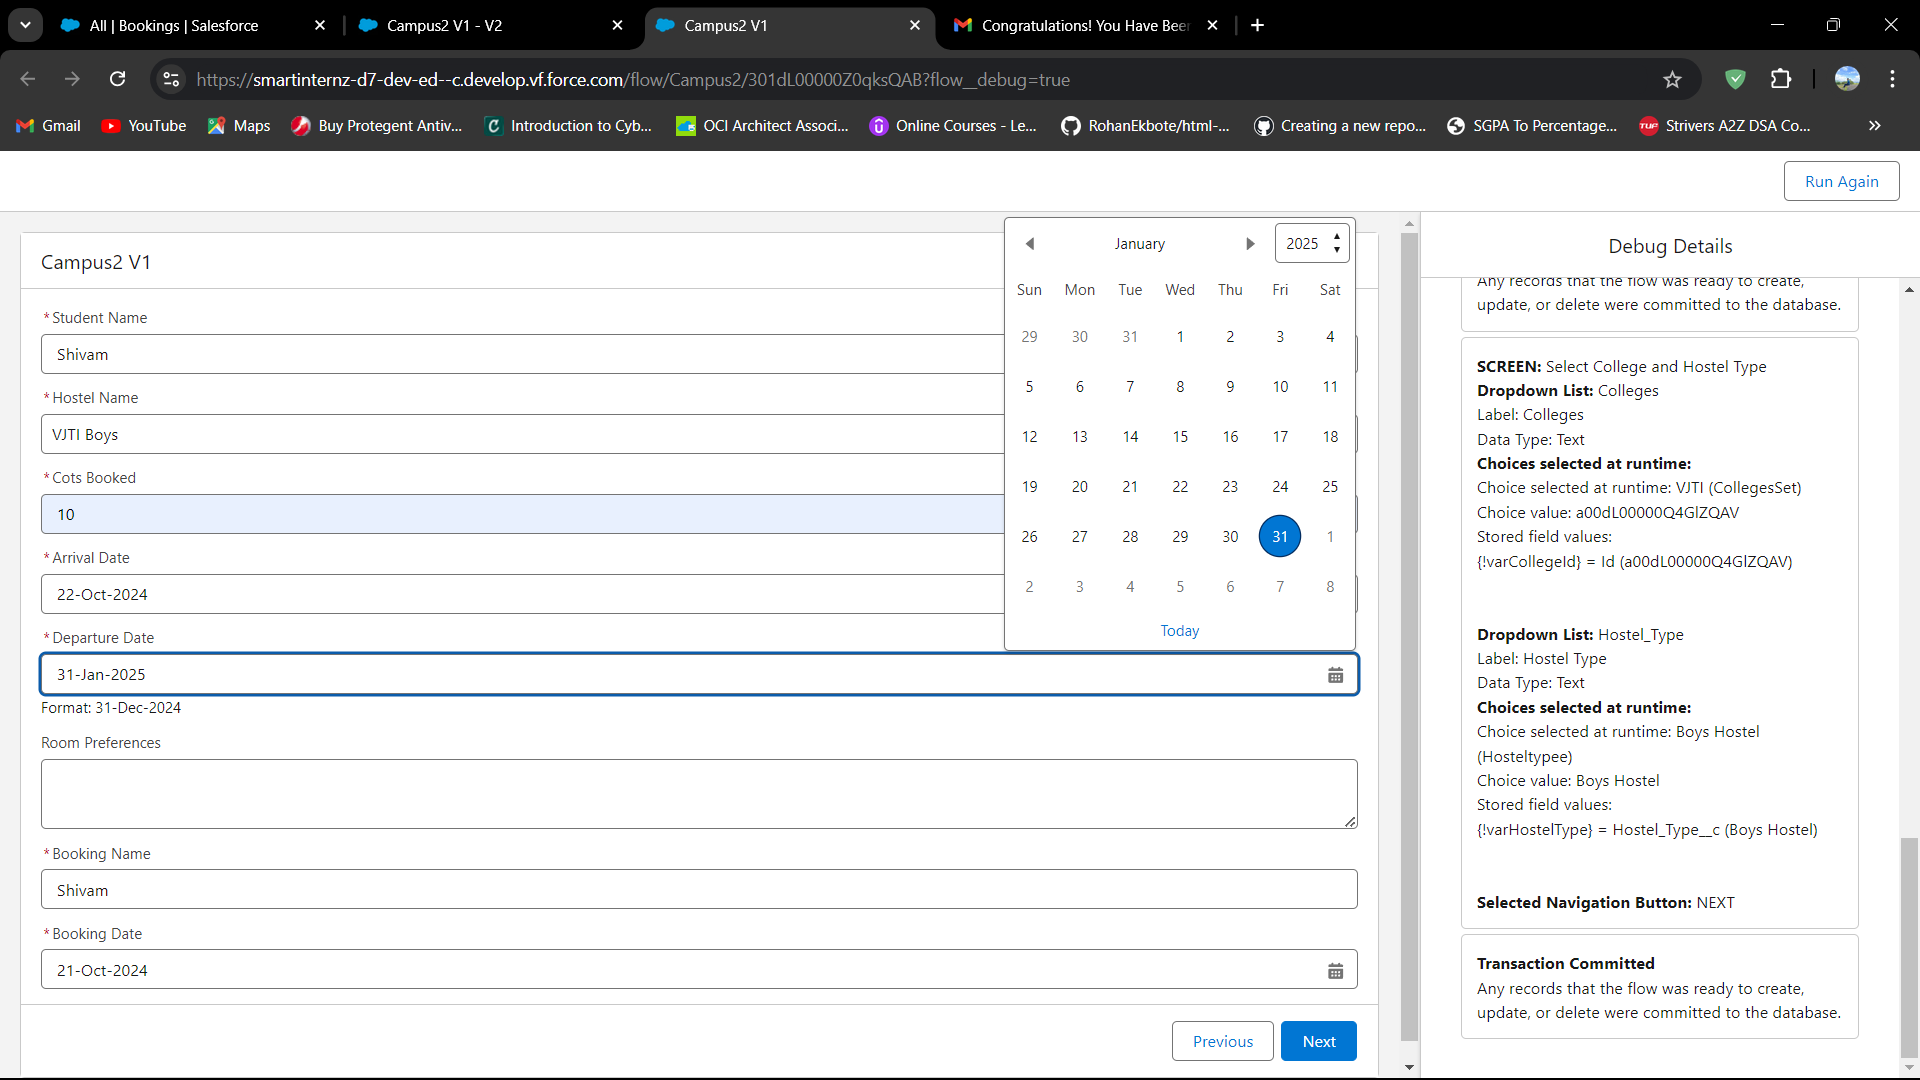 All | Bookings | Salesforce
Campus2 V1 - V2
Campus2 V1
Congratulations! You Have Beer
https://smartinternz-d7-dev-ed--c.develop.vf.force.com/flow/Campus2/301dL00000Z0qksQAB?flow__debug=true
Gmail
YouTube
Maps
Buy Protegent Antiv...
Introduction to Cyb...
OCI Architect Associ...
Online Courses - Le...
RohanEkbote/html-...
Creating a new repo...
SGPA To Percentage...
TUF
Strivers A2Z DSA Co...
Run Again
Campus2 V1
*Student Name
Shivam
*Hostel Name
VJTI Boys
*Cots Booked
10
*Arrival Date
22-Oct-2024
*Departure Date
31-Jan-2025
Format: 31-Dec-2024
Room Preferences
*Booking Name
Shivam
*Booking Date
21-Oct-2024
Previous
Next
January
2025
Sun Mon Tue Wed Thu Fri Sat
29 30 31 1 2 3 4
5 6 7 8 9 10 11
12 13 14 15 16 17 18
19 20 21 22 23 24 25
26 27 28 29 30 31 1
2 3 4 5 6 7 8
Today
Debug Details
Any records that the flow was ready to create,
update, or delete were committed to the database.
SCREEN: Select College and Hostel Type
Dropdown List: Colleges
Label: Colleges
Data Type: Text
Choices selected at runtime:
Choice selected at runtime: VJTI (CollegesSet)
Choice value: a00dL00000Q4GlZQAV
Stored field values:
{!varCollegeId} = Id (a00dL00000Q4GlZQAV)
Dropdown List: Hostel_Type
Label: Hostel Type
Data Type: Text
Choices selected at runtime:
Choice selected at runtime: Boys Hostel
(Hosteltypee)
Choice value: Boys Hostel
Stored field values:
{!varHostelType} = Hostel_Type__c (Boys Hostel)
Selected Navigation Button: NEXT
Transaction Committed
Any records that the flow was ready to create,
update, or delete were committed to the database.